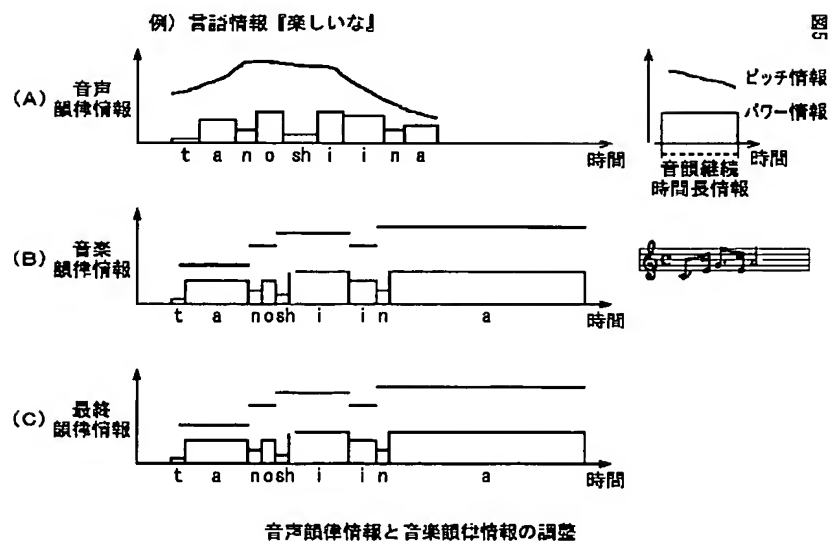 例）言語情報『楽しいな』
図5
(A) 音声
韻律情報
t a n o sh i i n a
時間
ピッチ情報
パワー情報
音韻継続
時間長情報
時間
(B) 音楽
韻律情報
t a n o sh i i n a
時間
(C) 最終
韻律情報
t a n o sh i i n a
時間
音声韻律情報と音楽韻律情報の調整